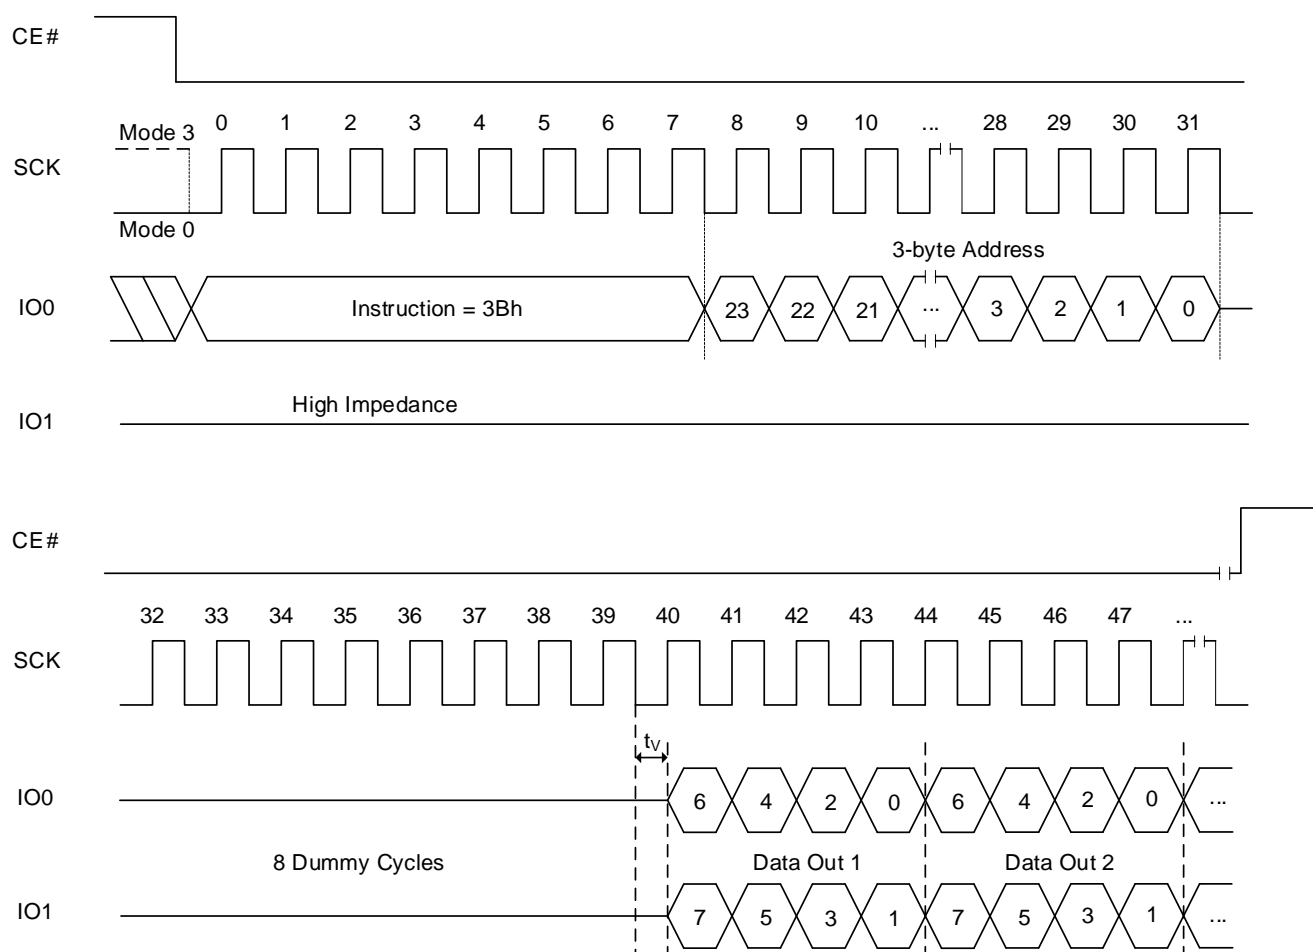 CE#
Mode 3 0 1 2 3 4 5 6 7 8 9 10 ... 28 29 30 31
SCK
Mode 0
3-byte Address
IO0 Instruction = 3Bh 23 22 21 ... 3 2 1 0
High Impedance
IO1
CE#
32 33 34 35 36 37 38 39 40 41 42 43 44 45 46 47 ...
SCK
tV
IO0 6 4 2 0 6 4 2 0 ...
8 Dummy Cycles Data Out 1 Data Out 2
IO1 7 5 3 1 7 5 3 1 ...